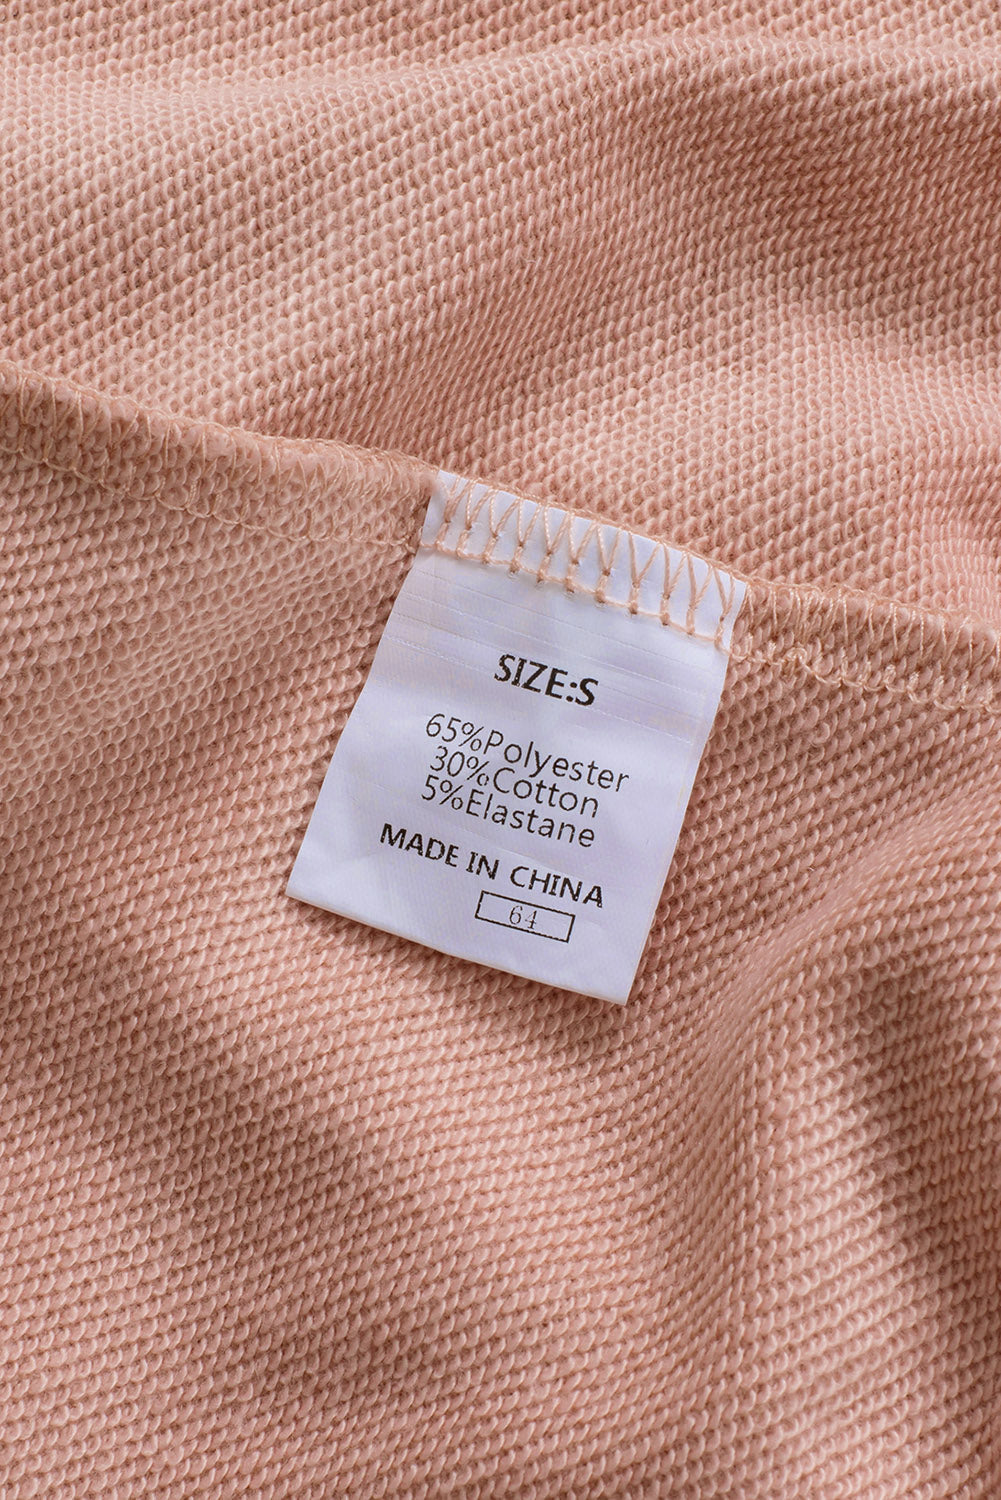 SIZE:S
65%Polyester
30%Cotton
5%Elastane
MADE IN CHINA
64